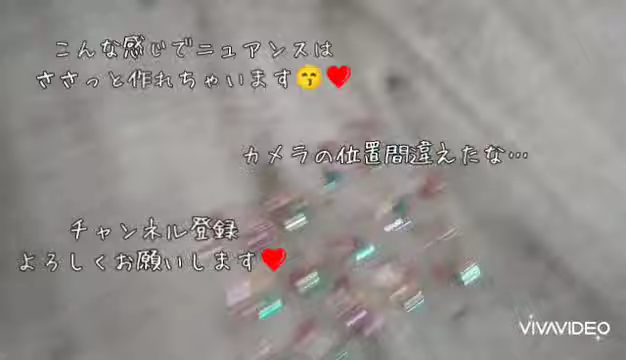 こんな感じでニュアンスは
ささっと作れちゃいます😙❤️
カメラの位置間違えたな…
チャンネル登録
よろしくお願いします❤️
VIVAVIDEO